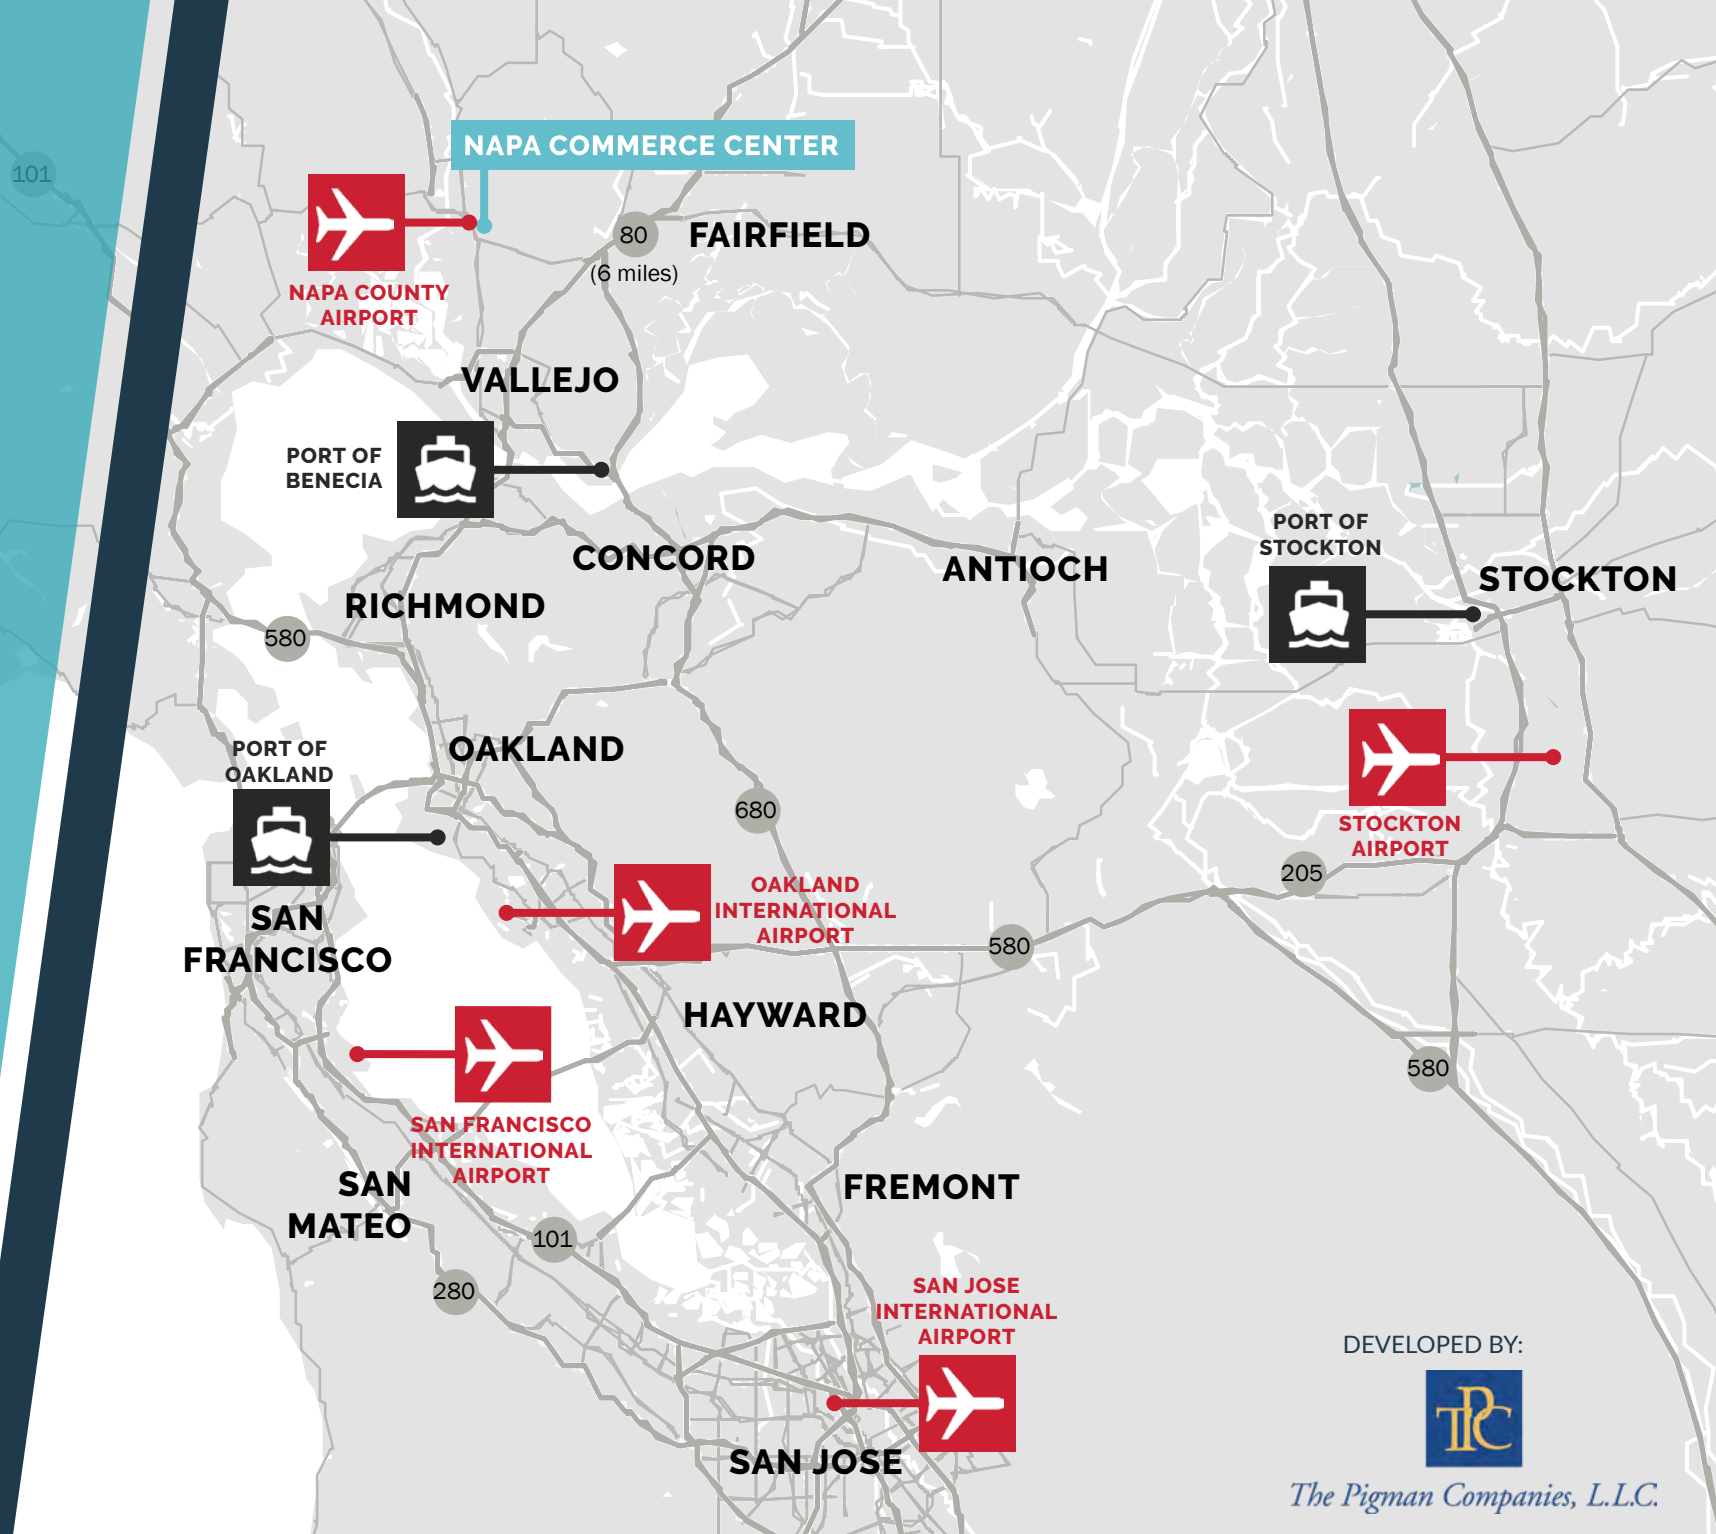 NAPA COMMERCE CENTER
101
80
FAIRFIELD
(6 miles)
NAPA COUNTY
AIRPORT
VALLEJO
PORT OF
BENECIA
PORT OF
STOCKTON
CONCORD
ANTIOCH
STOCKTON
RICHMOND
580
OAKLAND
PORT OF
OAKLAND
680
STOCKTON
AIRPORT
205
OAKLAND
INTERNATIONAL
AIRPORT
SAN
FRANCISCO
580
HAYWARD
580
SAN FRANCISCO
INTERNATIONAL
AIRPORT
SAN
MATEO
FREMONT
101
280
SAN JOSE
INTERNATIONAL
AIRPORT
SAN JOSE
DEVELOPED BY:
TPC
The Pigman Companies, L.L.C.